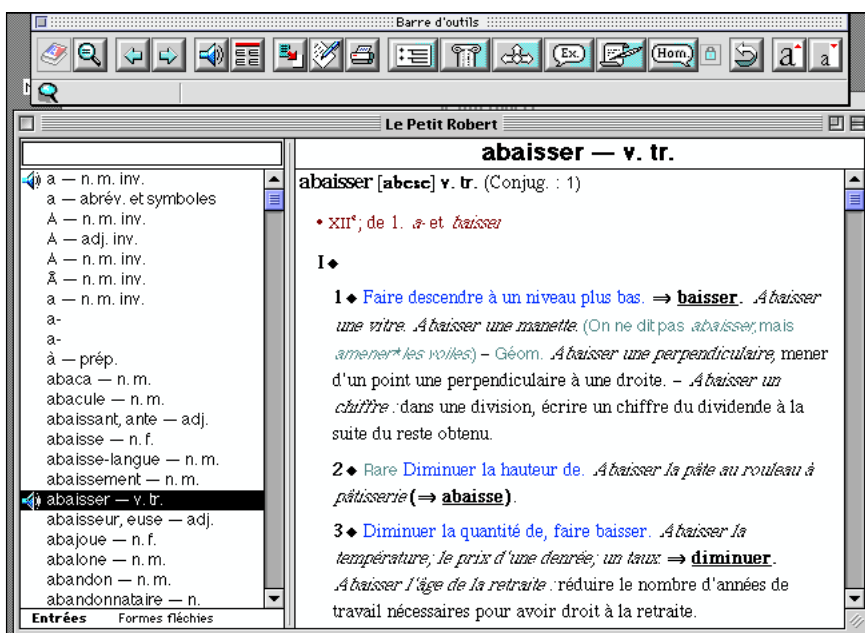 Barre d'outils
Ex.
Hom.
a
a
Le Petit Robert
a — n. m. inv.
a — abrév. et symboles
A — n. m. inv.
A — adj. inv.
A — n. m. inv.
Å — n. m. inv.
a — n. m. inv.
a-
a-
à — prép.
abaca — n. m.
abacule — n. m.
abaissant, ante — adj.
abaisse — n. f.
abaisse-langue — n. m.
abaissement — n. m.
abaisser — v. tr.
abaisseur, euse — adj.
abajoue — n. f.
abalone — n. m.
abandon — n. m.
abandonnataire — n.
Entrées Formes fléchies
abaisser — v. tr.
abaisser [abese] v. tr. (Conjug. : 1)
• XIIe; de 1. a- et baisser
I ◆
1 ◆ Faire descendre à un niveau plus bas. ⇒ baisser. Abaisser
une vitre. Abaisser une manette. (On ne dit pas abaisser, mais
amener* les voiles) – Géom. Abaisser une perpendiculaire, mener
d'un point une perpendiculaire à une droite. – Abaisser un
chiffre : dans une division, écrire un chiffre du dividende à la
suite du reste obtenu.
2 ◆ Rare Diminuer la hauteur de. Abaisser la pâte au rouleau à
pâtisserie (⇒ abaisse).
3 ◆ Diminuer la quantité de, faire baisser. Abaisser la
température; le prix d'une denrée; un taux. ⇒ diminuer.
Abaisser l'âge de la retraite : réduire le nombre d'années de
travail nécessaires pour avoir droit à la retraite.